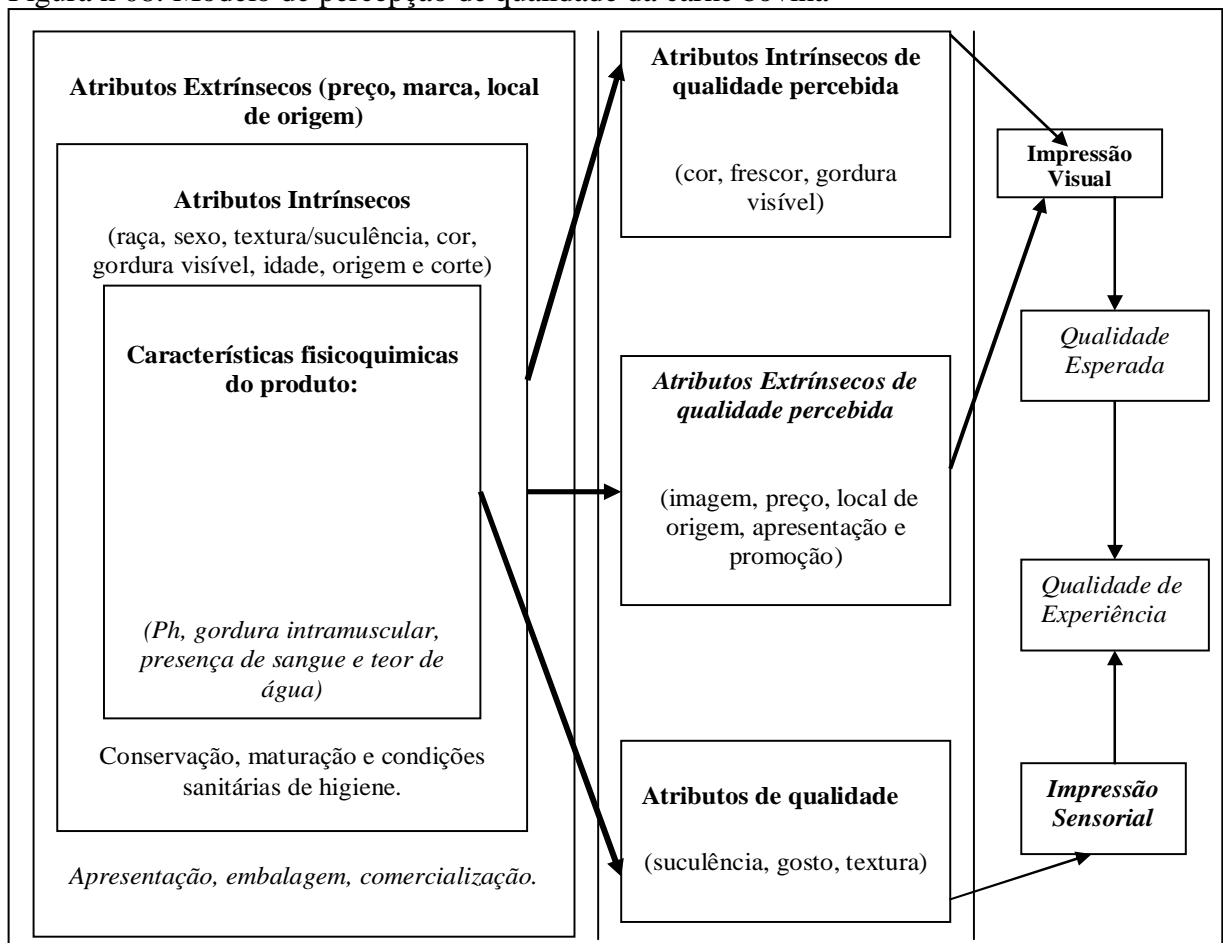 Figura n 08: Modelo de percepção de qualidade da carne bovina
Atributos Extrínsecos (preço, marca, local
de origem)
Atributos Intrínsecos
(raça, sexo, textura/suculência, cor,
gordura visível, idade, origem e corte)
Características fisicoquimicas
do produto:
(Ph, gordura intramuscular,
presença de sangue e teor de
água)
Conservação, maturação e condições
sanitárias de higiene.
Apresentação, embalagem, comercialização.
Atributos Intrínsecos de
qualidade percebida
(cor, frescor, gordura
visível)
Atributos Extrínsecos de
qualidade percebida
(imagem, preço, local de
origem, apresentação e
promoção)
Atributos de qualidade
(suculência, gosto, textura)
Impressão
Visual
Qualidade
Esperada
Qualidade de
Experiência
Impressão
Sensorial